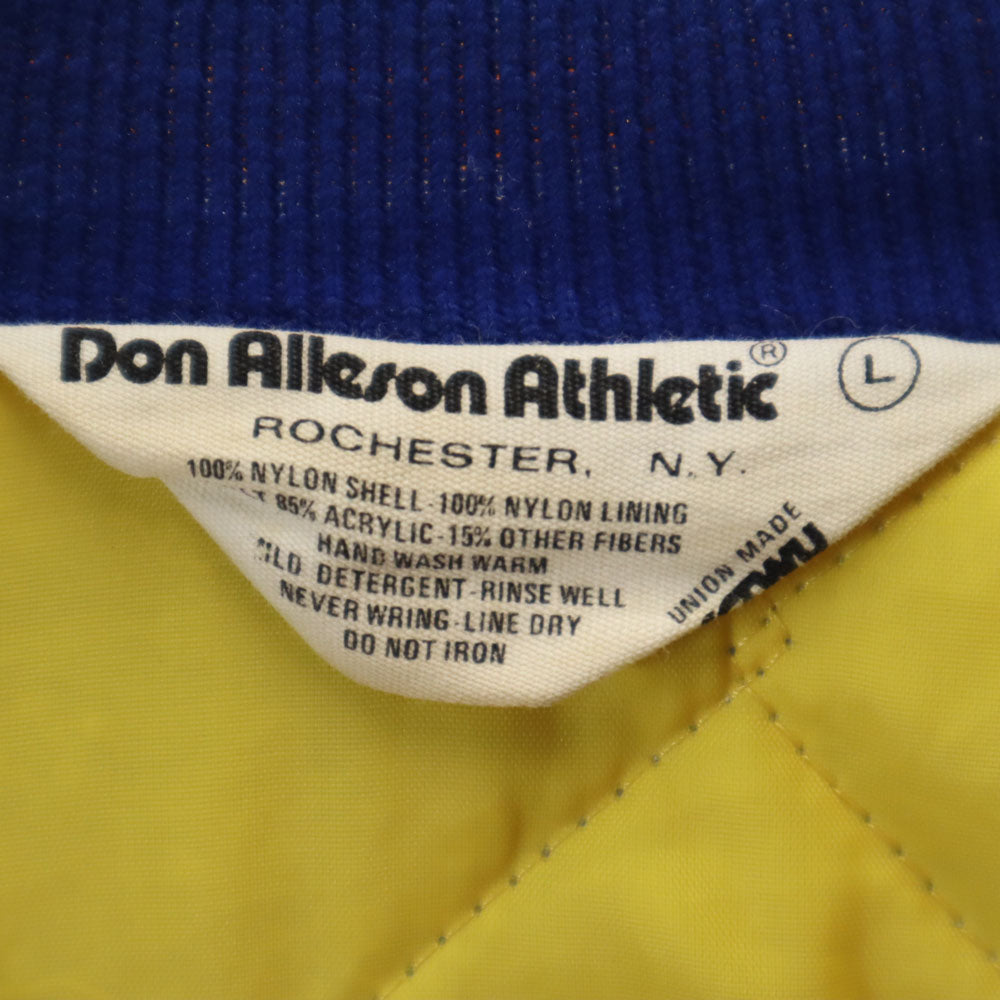 Don Alleson Athletic®
L
ROCHESTER, N.Y.
100% NYLON SHELL-100% NYLON LINING
85% ACRYLIC-15% OTHER FIBERS
HAND WASH WARM
DETERGENT-RINSE WELL
NEVER WRING-LINE DRY
DO NOT IRON
UNION MADE